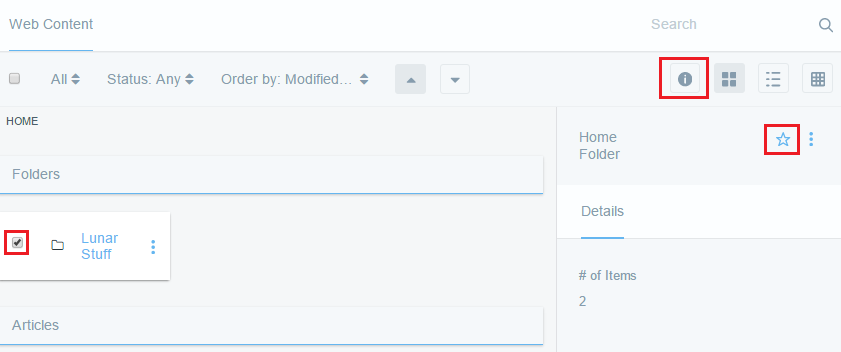 Web Content
Search
All
Status: Any
Order by: Modified...
HOME
Home
Folder
Folders
Details
Lunar
Stuff
# of Items
2
Articles